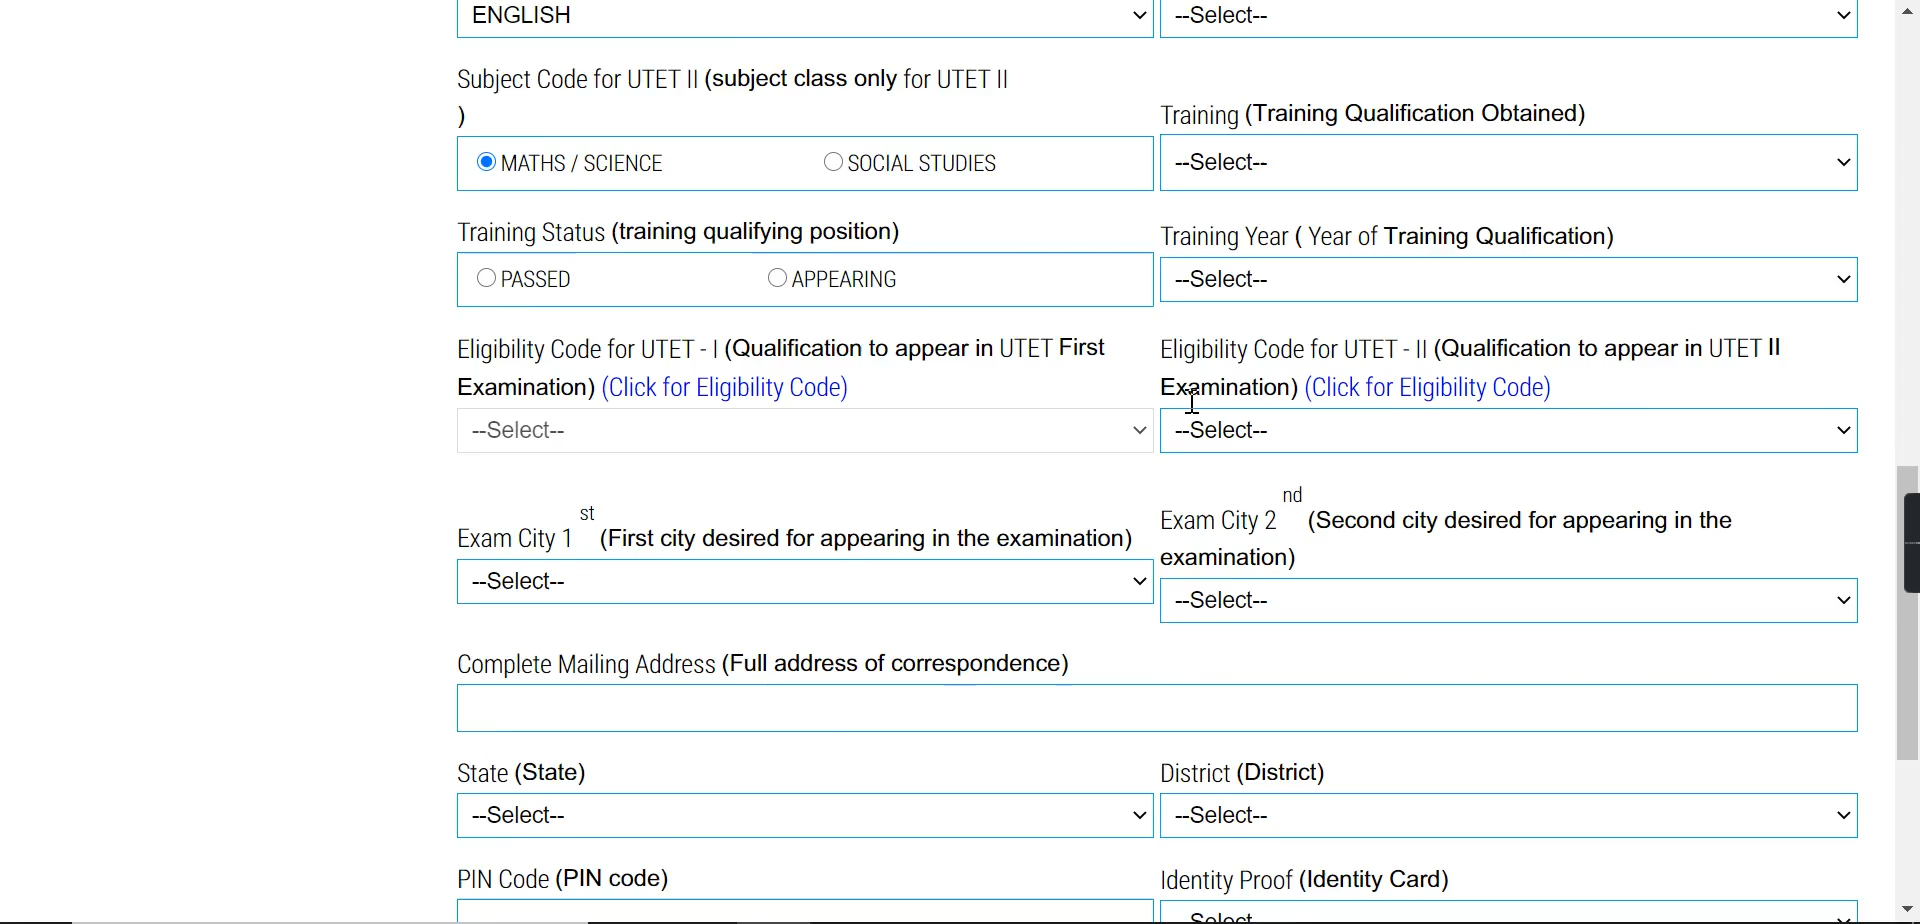 ENGLISH
--Select--
Subject Code for UTET II (subject class only for UTET II
)
Training (Training Qualification Obtained)
MATHS / SCIENCE
SOCIAL STUDIES
--Select--
Training Status (training qualifying position)
Training Year ( Year of Training Qualification)
PASSED
APPEARING
--Select--
Eligibility Code for UTET - I (Qualification to appear in UTET First
Examination) (Click for Eligibility Code)
Eligibility Code for UTET - II (Qualification to appear in UTET II
Examination) (Click for Eligibility Code)
--Select--
--Select--
Exam City 1 st (First city desired for appearing in the examination)
Exam City 2 nd (Second city desired for appearing in the
examination)
--Select--
--Select--
Complete Mailing Address (Full address of correspondence)
State (State)
District (District)
--Select--
--Select--
PIN Code (PIN code)
Identity Proof (Identity Card)
--Select--